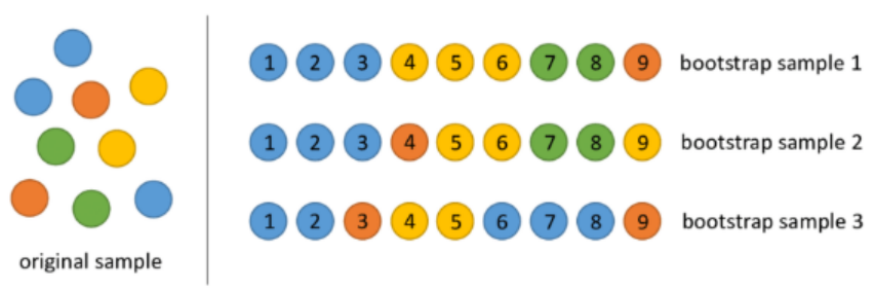 1 2 3 4 5 6 7 8 9 bootstrap sample 1
1 2 3 4 5 6 7 8 9 bootstrap sample 2
1 2 3 4 5 6 7 8 9 bootstrap sample 3
original sample